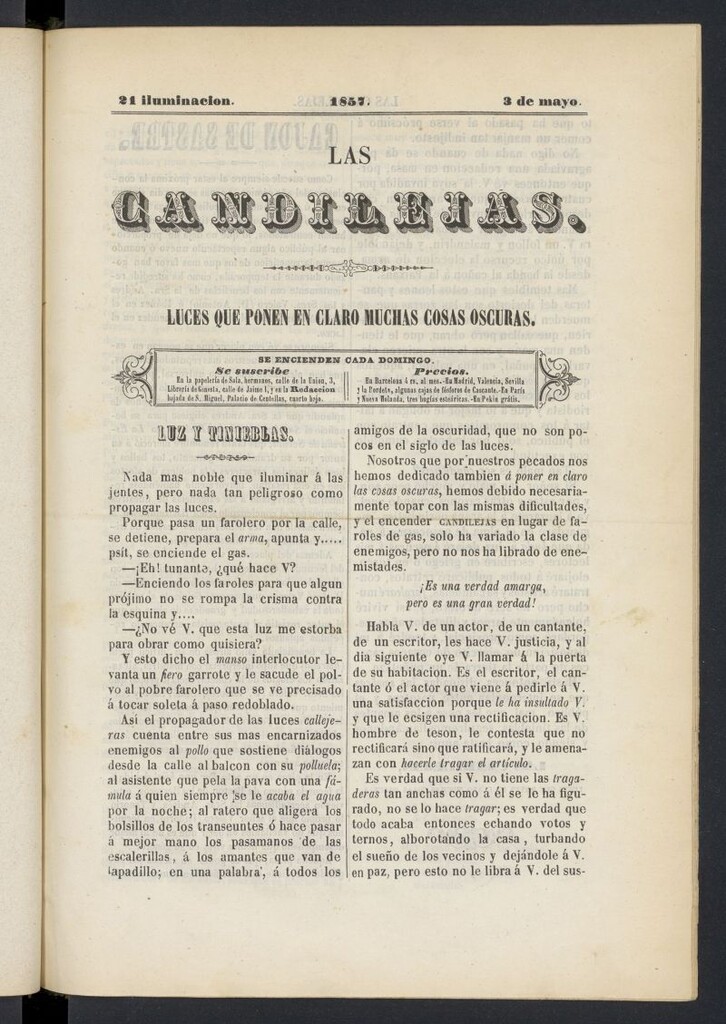 21 iluminacion. 1857. 3 de mayo.
LAS
CANDILEJAS.
LUCES QUE PONEN EN CLARO MUCHAS COSAS OSCURAS.
SE ENCIENDEN CADA DOMINGO.
Se suscribe
En la papelería de Sala, hermanos, calle de la Union, 3,
Librería de Ginesta, calle de Jaime I, y en la Redaccion
bajada de S. Miguel, Palacio de Centellas, cuarto bajo.
Precios.
En Barcelona 4 rs. al mes.-En Madrid, Valencia, Sevilla
y la Pordeta, algunas cajas de fósforos de Cascante.-En París
y Nueva Holanda, tres bugías esteáricas.-En Pekin grátis.
LUZ Y TINIEBLAS.
Nada mas noble que iluminar á las
jentes, pero nada tan peligroso como
propagar las luces.
Porque pasa un farolero por la calle,
se detiene, prepara el arma, apunta y.....
psít, se enciende el gas.
—¡Eh! tunante, ¿qué hace V?
—Enciendo los faroles para que algun
prójimo no se rompa la crisma contra
la esquina y....
—¿No vé V. que esta luz me estorba
para obrar como quisiera?
Y esto dicho el manso interlocutor le-
vanta un fiero garrote y le sacude el pol-
vo al pobre farolero que se ve precisado
á tocar soleta á paso redoblado.
Así el propagador de las luces calleje-
ras cuenta entre sus mas encarnizados
enemigos al pollo que sostiene diálogos
desde la calle al balcon con su polluela;
al asistente que pela la pava con una fá-
mula á quien siempre se le acaba el agua
por la noche; al ratero que aligera los
bolsillos de los transeuntes ó hace pasar
á mejor mano los pasamanos de las
escalerillas, á los amantes que van de
tapadillo; en una palabra, á todos los
amigos de la oscuridad, que no son po-
cos en el siglo de las luces.
Nosotros que por nuestros pecados nos
hemos dedicado tambien á poner en claro
las cosas oscuras, hemos debido necesaria-
mente topar con las mismas dificultades,
y el encender CANDILEJAS en lugar de fa-
roles de gas, solo ha variado la clase de
enemigos, pero no nos ha librado de ene-
mistades.
¡Es una verdad amarga,
pero es una gran verdad!
Habla V. de un actor, de un cantante,
de un escritor, les hace V. justicia, y al
dia siguiente oye V. llamar á la puerta
de su habitacion. Es el escritor, el can-
tante ó el actor que viene á pedirle á V.
una satisfaccion porque le ha insultado V.
y que le ecsigen una rectificacion. Es V.
hombre de teson, le contesta que no
rectificará sino que ratificará, y le amena-
zan con hacerle tragar el artículo.
Es verdad que si V. no tiene las traga-
deras tan anchas como á él se le ha figu-
rado, no se lo hace tragar; es verdad que
todo acaba entonces echando votos y
ternos, alborotando la casa, turbando
el sueño de los vecinos y dejándole á V.
en paz, pero esto no le libra á V. del sus-